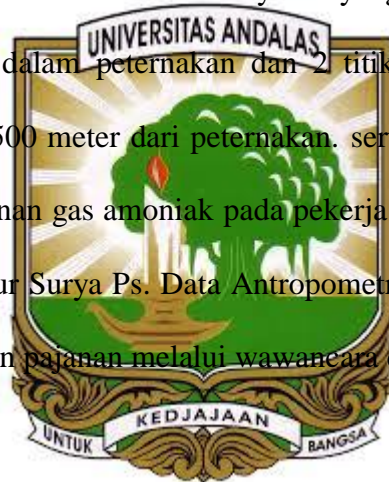 UNIVERSITAS ANDALAS
dalam peternakan dan 2 titik
500 meter dari peternakan. ser
nan gas amoniak pada pekerja
ur Surya Ps. Data Antropometr
n pajanan melalui wawancara
KEDJAJAAN
UNTUK BANGSA